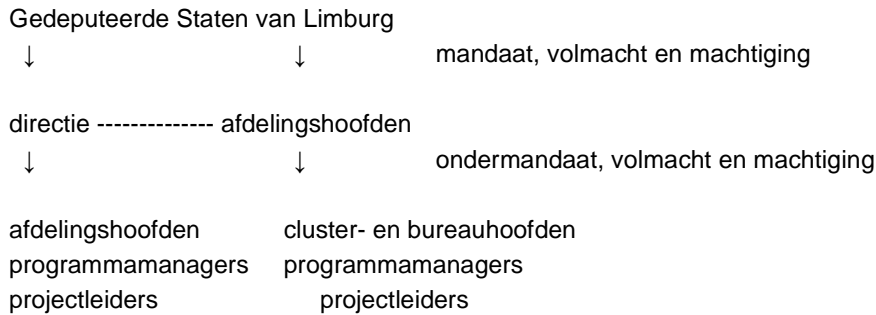 Gedeputeerde Staten van Limburg
↓ ↓ mandaat, volmacht en machtiging
directie -------------- afdelingshoofden
↓ ↓ ondermandaat, volmacht en machtiging
afdelingshoofden cluster- en bureauhoofden
programmamanagers programmamanagers
projectleiders projectleiders